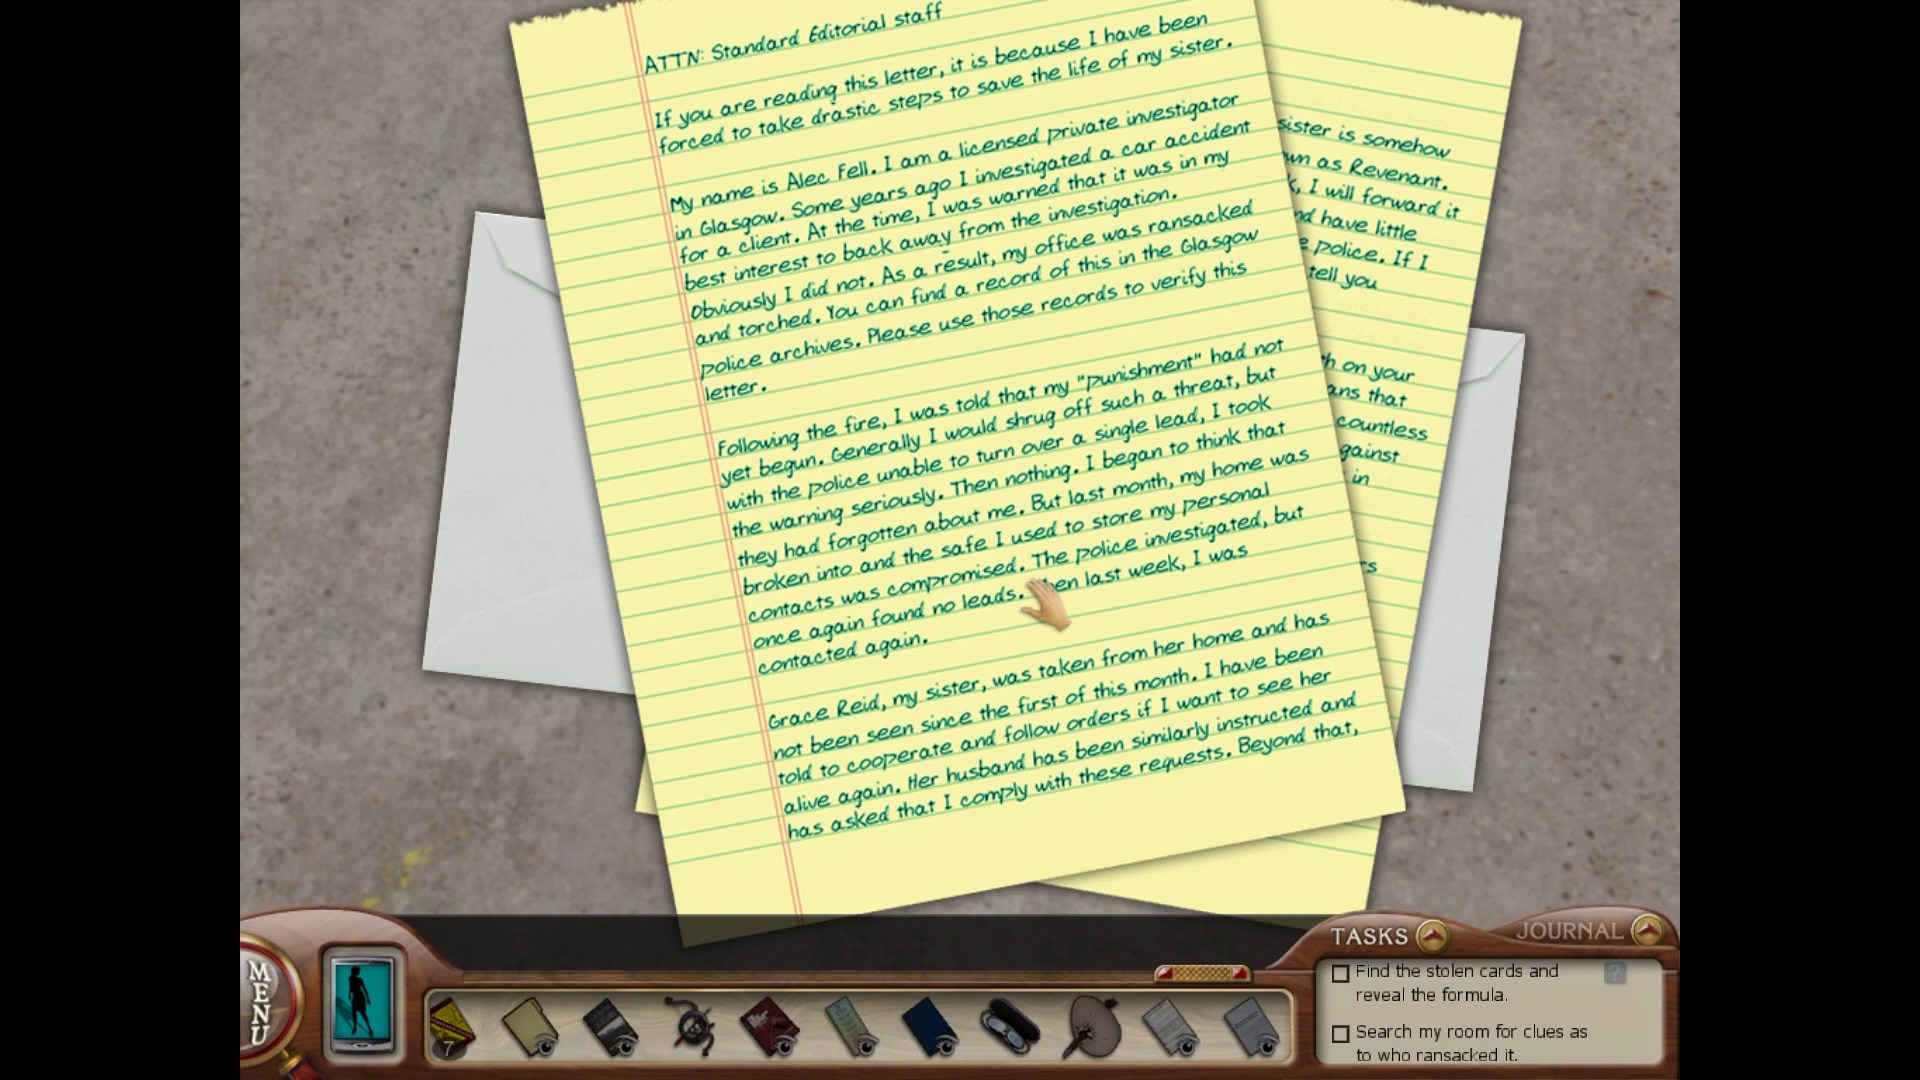 ATTN: Standard Editorial staff
If you are reading this letter, it is because I have been
forced to take drastic steps to save the life of my sister.
My name is Alec Fell. I am a licensed private investigator
in Glasgow. Some years ago I investigated a car accident
for a client. At the time, I was warned that it was in my
best interest to back away from the investigation.
Obviously I did not. As a result, my office was ransacked
and torched. You can find a record of this in the Glasgow
police archives. Please use those records to verify this
letter.
Following the fire, I was told that my "punishment" had not
yet begun. Generally I would shrug off such a threat, but
with the police unable to turn over a single lead, I took
the warning seriously. Then nothing. I began to think that
they had forgotten about me. But last month, my home was
broken into and the safe I used to store my personal
contacts was compromised. The police investigated, but
once again found no leads. last week, I was
contacted again.
Grace Reid, my sister, was taken from her home and has
not been seen since the first of this month. I have been
told to cooperate and follow orders if I want to see her
alive again. Her husband has been similarly instructed and
has asked that I comply with these requests. Beyond that,
sister is somehow
as Revenant.
I will forward it
have little
police. If I
tell you
on your
that
countless
in
MENU
7
TASKS
JOURNAL
Find the stolen cards and
reveal the formula.
?
Search my room for clues as
to who ransacked it.